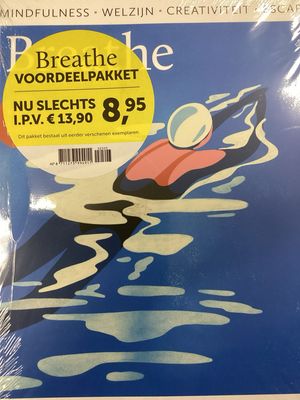 MINDFULNESS • WELZIJN • CREATIVITEIT • ESCAP
Breathe
Breathe
VOORDEELPAKKET
NU SLECHTS
I.P.V. € 13,90 8,95
Dit pakket bestaat uit eerder verschenen exemplaren.